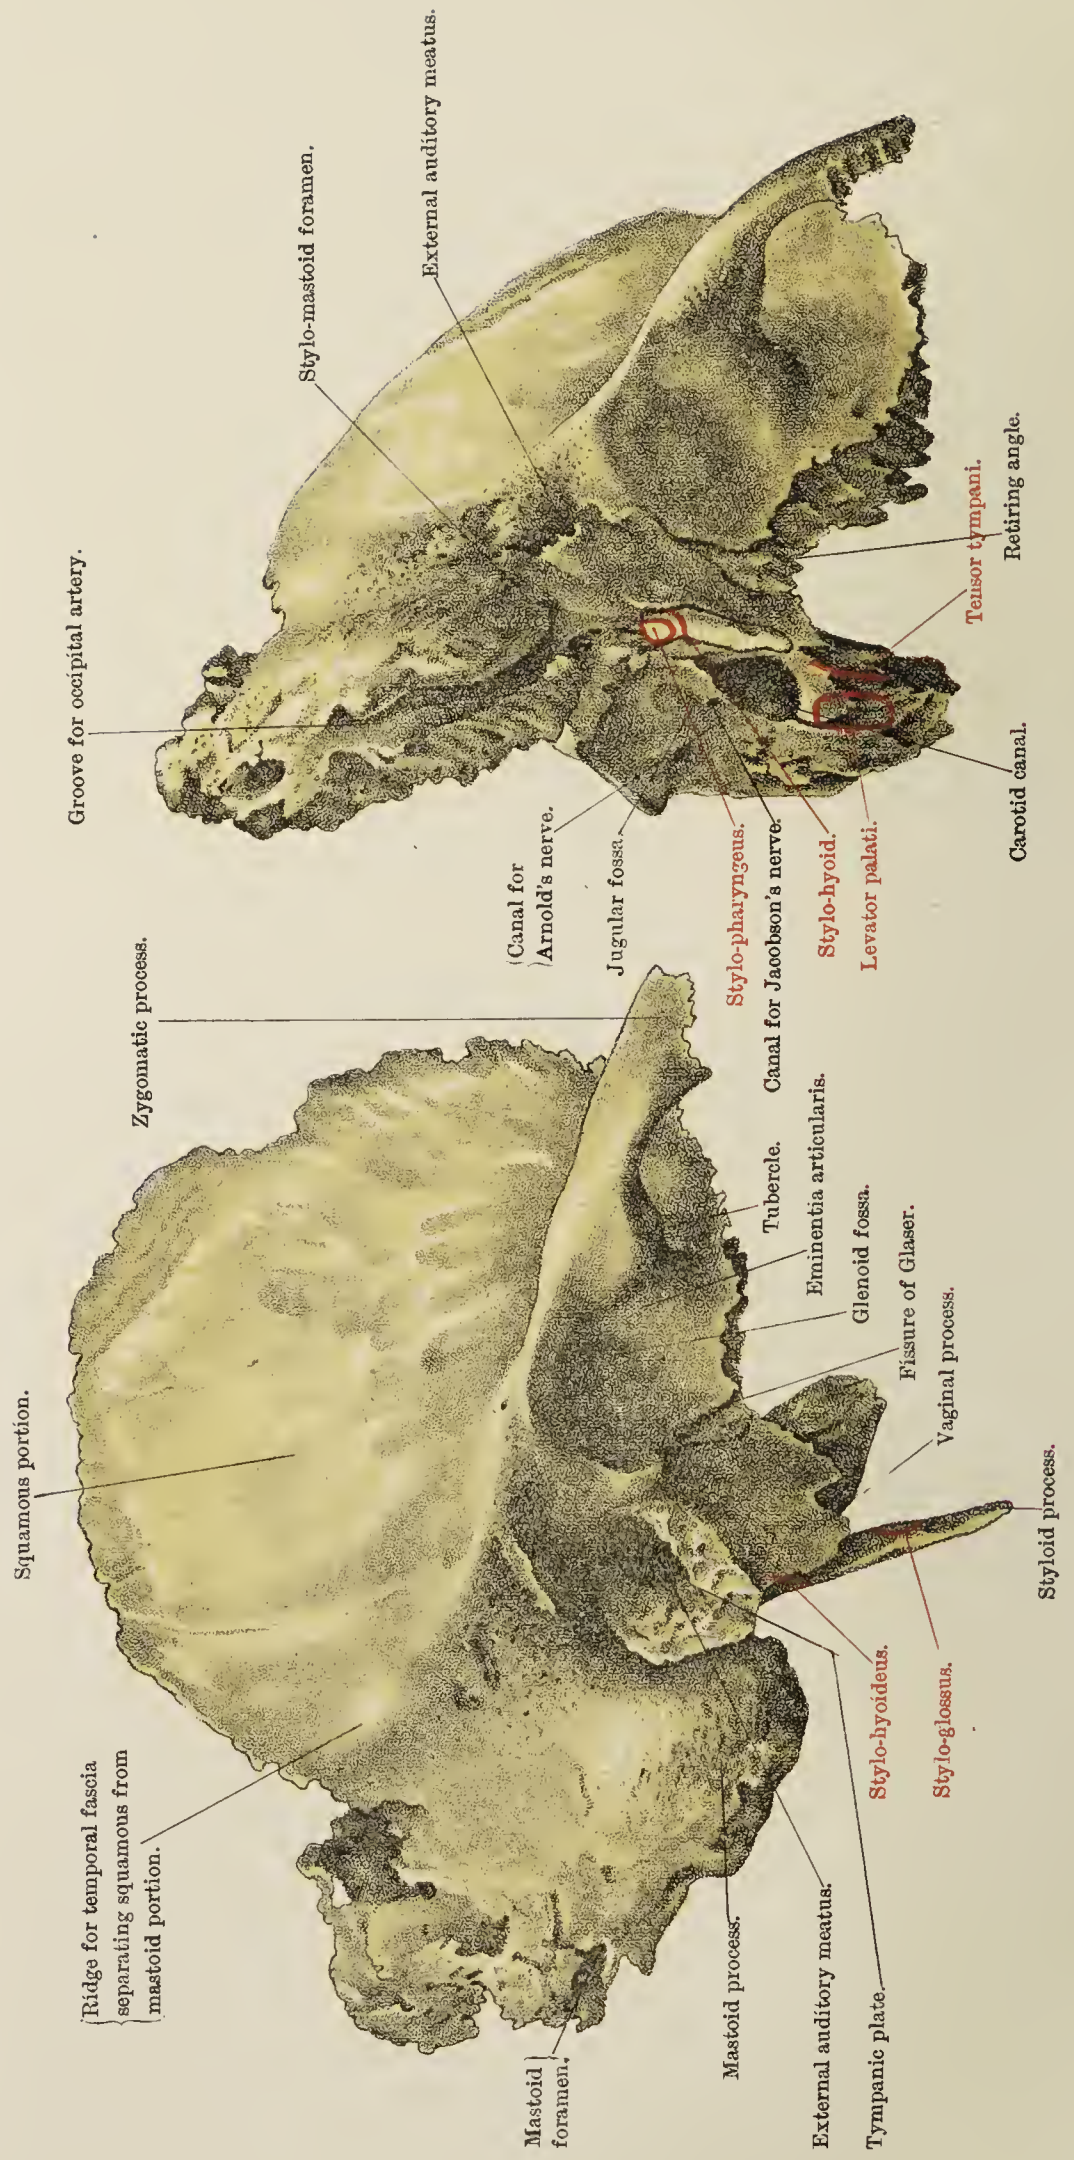 Squamous portion.
Ridge for temporal fascia
separating squamous from
mastoid portion.
Zygomatic process.
Mastoid
foramen.
Mastoid process.
External auditory meatus.
Tympanic plate.
Stylo-hyoideus.
Stylo-glossus.
Styloid process.
Vaginal process.
Fissure of Glaser.
Glenoid fossa.
Eminentia articularis.
Tubercle.
Groove for occipital artery.
Stylo-mastoid foramen.
External auditory meatus.
Canal for
Arnold's nerve.
Jugular fossa.
Stylo-pharyngeus.
Canal for Jacobson's nerve.
Stylo-hyoid.
Levator palati.
Carotid canal.
Tensor tympani.
Retiring angle.